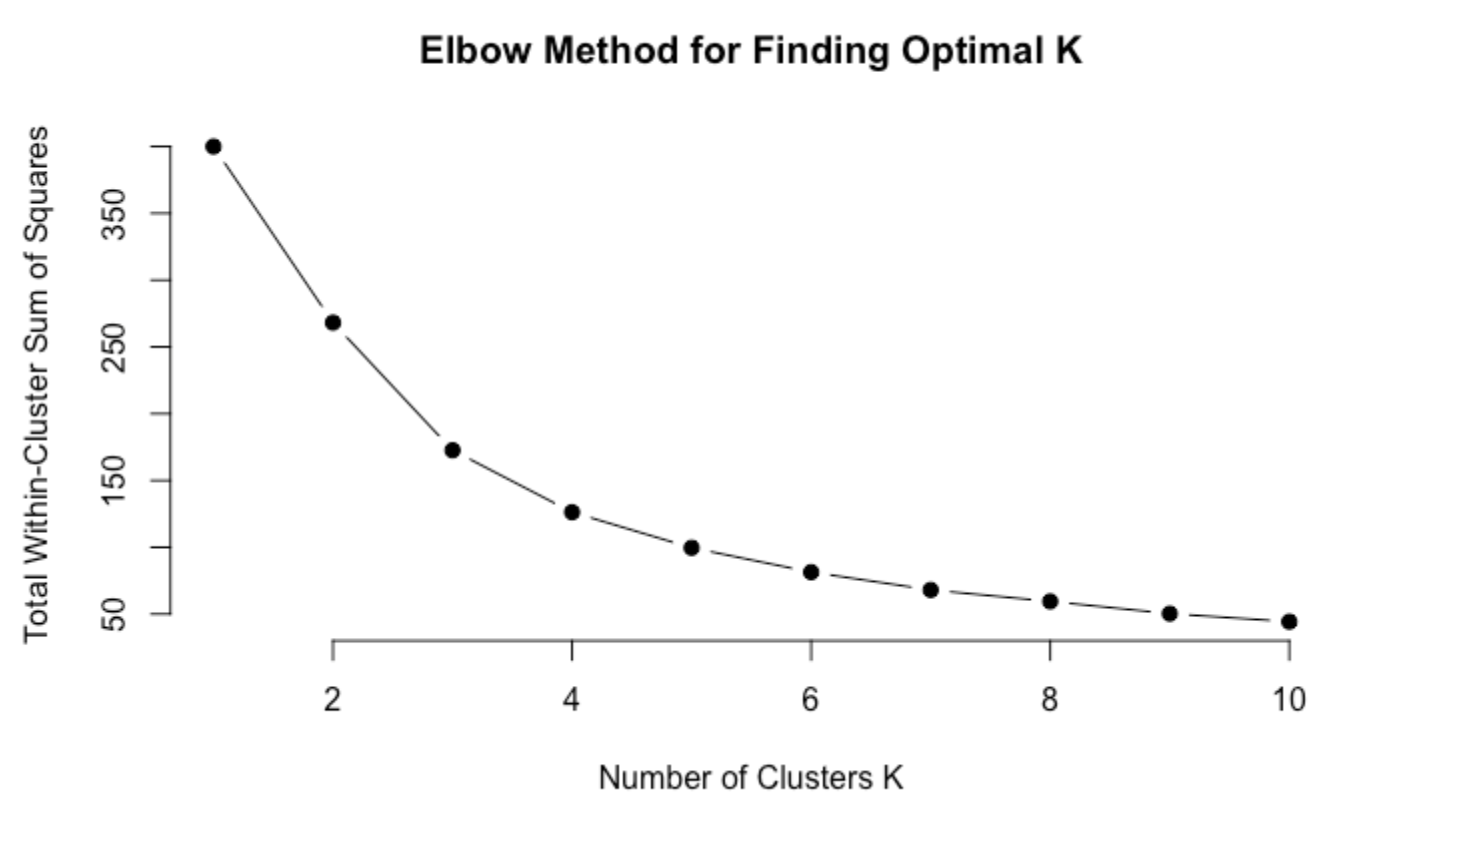 Elbow Method for Finding Optimal K
Total Within-Cluster Sum of Squares
350
250
150
50
2 4 6 8 10
Number of Clusters K